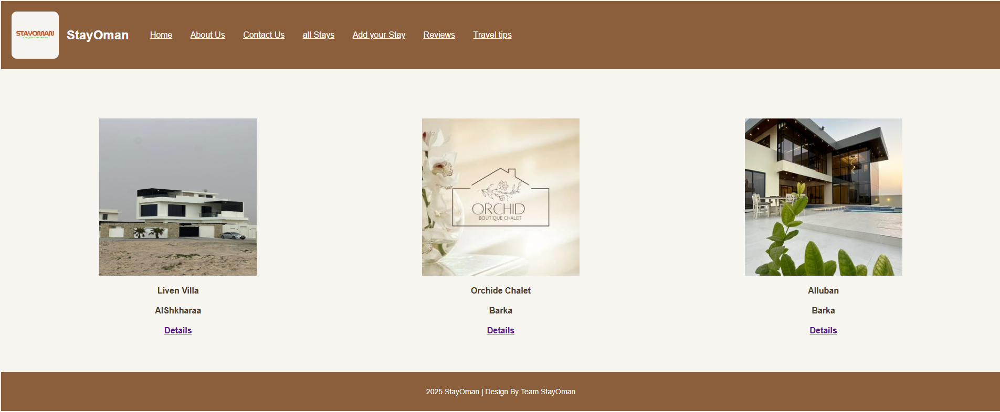 STAYOMAN
StayOman
Home
About Us
Contact Us
all Stays
Add your Stay
Reviews
Travel tips
ORCHID
BOUTIQUE CHALET
Liven Villa
AlShkharaa
Details
Orchide Chalet
Barka
Details
Alluban
Barka
Details
2025 StayOman | Design By Team StayOman